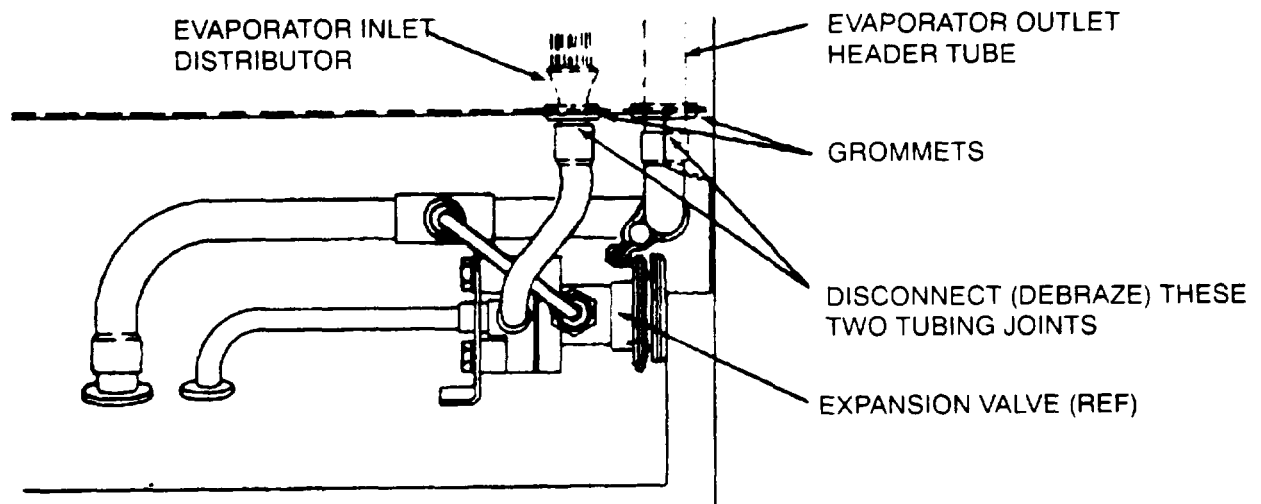 EVAPORATOR INLET
DISTRIBUTOR
EVAPORATOR OUTLET
HEADER TUBE
GROMMETS
DISCONNECT (DEBRAZE) THESE
TWO TUBING JOINTS
EXPANSION VALVE (REF)